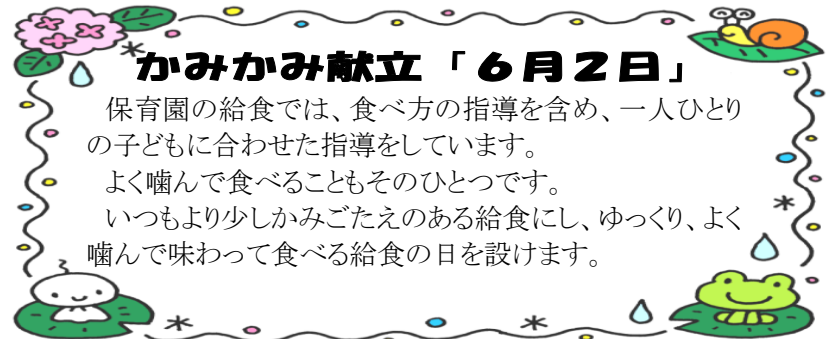 かみかみ献立「６月２日」
保育園の給食では、食べ方の指導を含め、一人ひとり
の子どもに合わせた指導をしています。
よく噛んで食べることもそのひとつです。
いつもより少しかみごたえのある給食にし、ゆっくり、よく
噛んで味わって食べる給食の日を設けます。